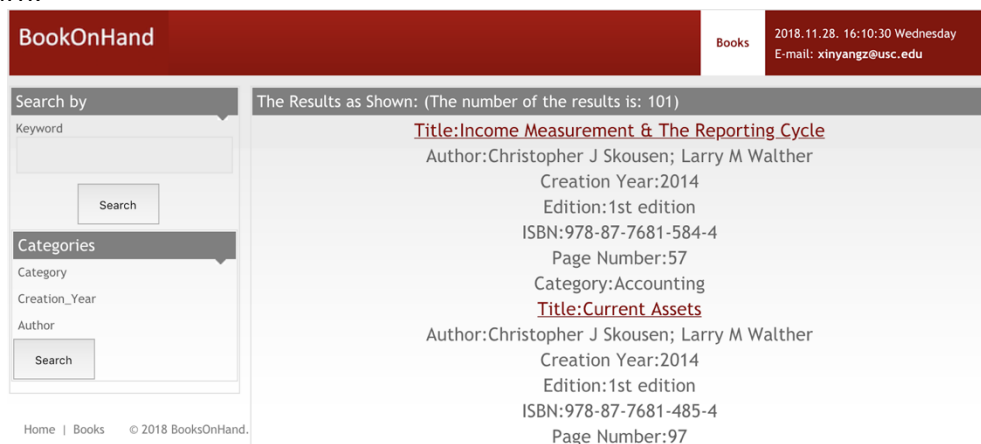 BookOnHand
Books
2018.11.28. 16:10:30 Wednesday
E-mail: xinyangz@usc.edu
Search by
Keyword
Search
Categories
Category
Creation_Year
Author
Search
Home | Books © 2018 BooksOnHand.
The Results as Shown: (The number of the results is: 101)
Title:Income Measurement & The Reporting Cycle
Author:Christopher J Skousen; Larry M Walther
Creation Year:2014
Edition:1st edition
ISBN:978-87-7681-584-4
Page Number:57
Category:Accounting
Title:Current Assets
Author:Christopher J Skousen; Larry M Walther
Creation Year:2014
Edition:1st edition
ISBN:978-87-7681-485-4
Page Number:97